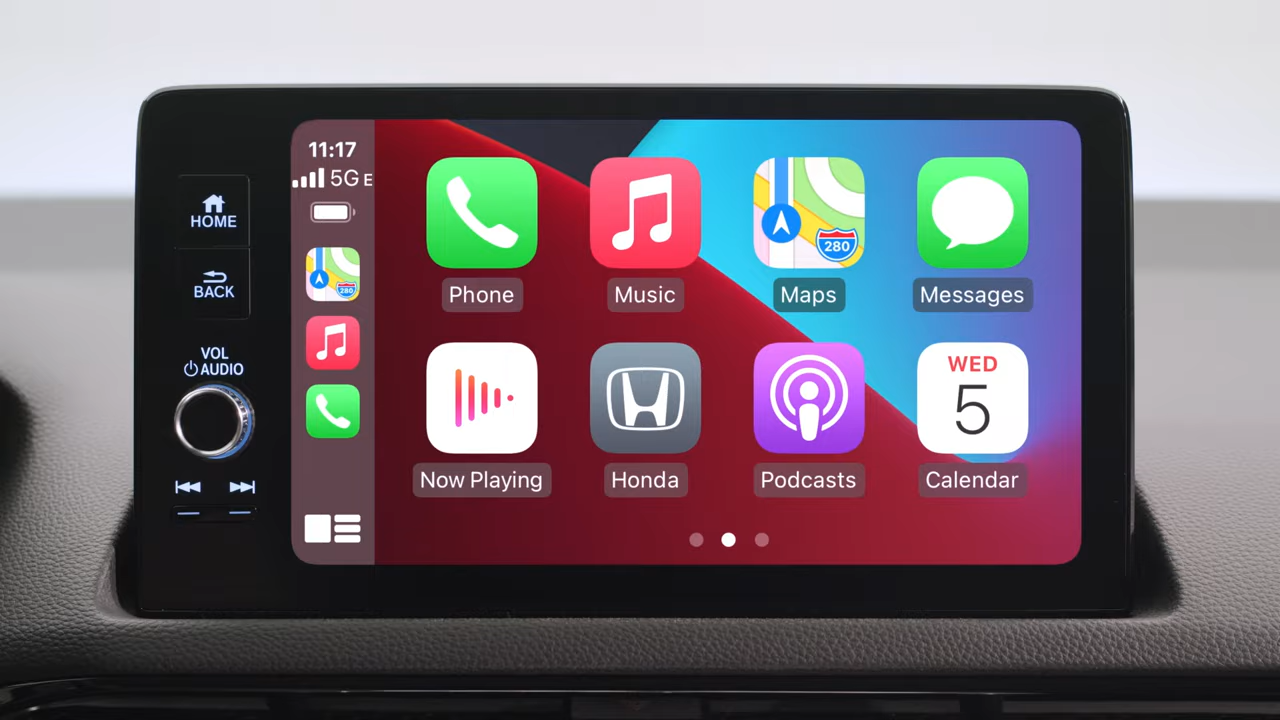 HOME
BACK
VOL
AUDIO
11:17
5G E
280
280
Phone
Music
Maps
Messages
WED
5
Now Playing
Honda
Podcasts
Calendar